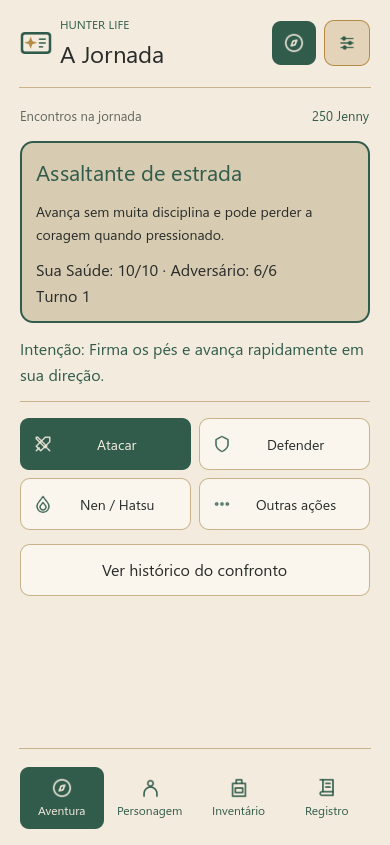 HUNTER LIFE
A Jornada
Encontros na jornada
250 Jenny
Assaltante de estrada
Avança sem muita disciplina e pode perder a
coragem quando pressionado.
Sua Saúde: 10/10 · Adversário: 6/6
Turno 1
Intenção: Firma os pés e avança rapidamente em
sua direção.
Atacar
Defender
Nen / Hatsu
Outras ações
Ver histórico do confronto
Aventura
Personagem
Inventário
Registro